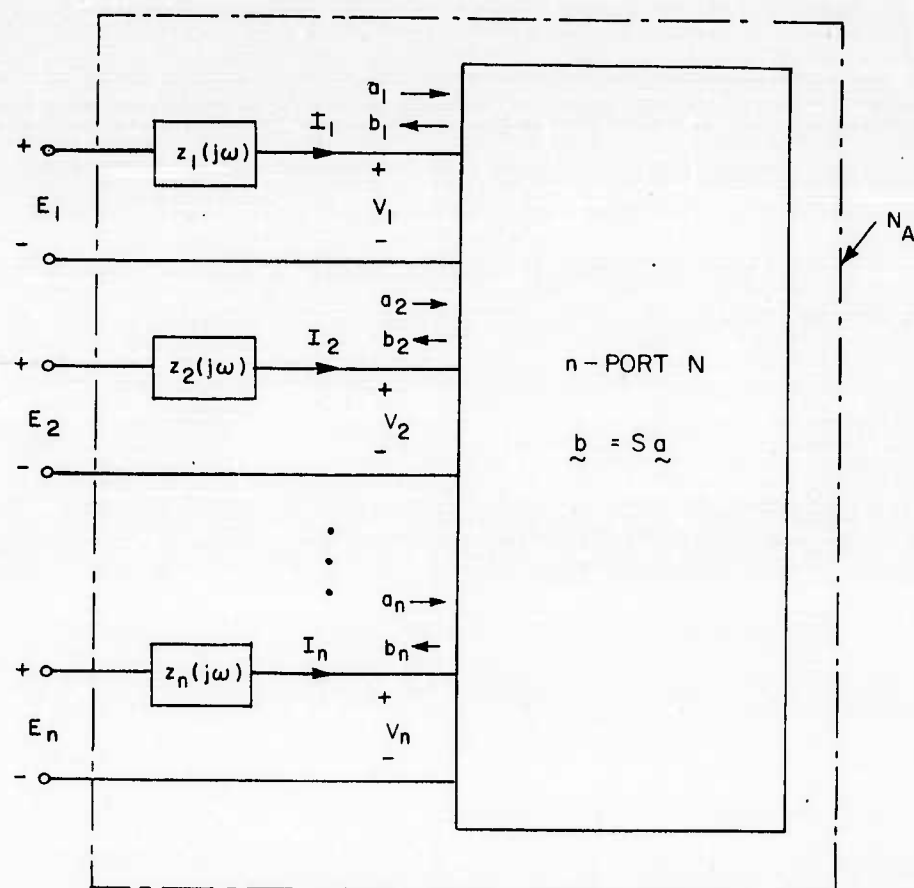 a₁
I₁ b₁
+ z₁(jω) +
E₁ V₁
- -
N_A
a₂
I₂ b₂
+ z₂(jω) +
n-PORT N
E₂ V₂
b = S a
- -
aₙ
Iₙ bₙ
+ zₙ(jω) +
Eₙ Vₙ
- -